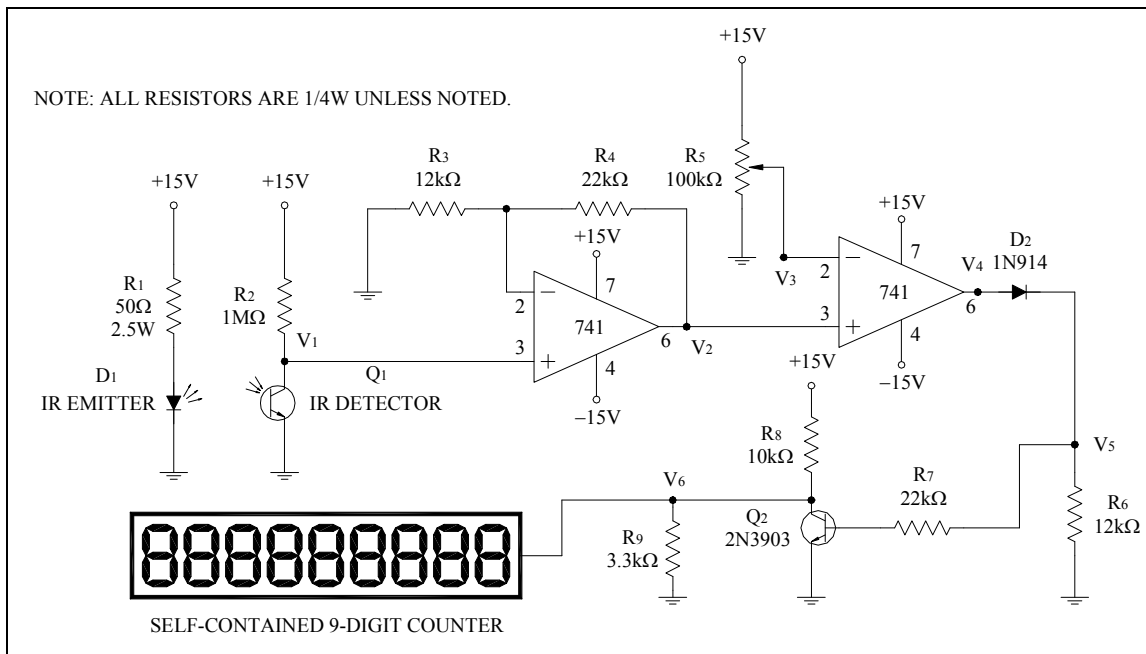 NOTE: ALL RESISTORS ARE 1/4W UNLESS NOTED.
+15V
R1
50Ω
2.5W
D1
IR EMITTER
+15V
R2
1MΩ
V1
Q1
IR DETECTOR
R3
12kΩ
R4
22kΩ
+15V
7
2
−
741
3
+
6
4
−15V
V2
+15V
R5
100kΩ
V3
+15V
7
2
−
741
3
+
6
4
−15V
V4
D2
1N914
V5
R6
12kΩ
R7
22kΩ
+15V
R8
10kΩ
Q2
2N3903
V6
R9
3.3kΩ
888888888
SELF-CONTAINED 9-DIGIT COUNTER